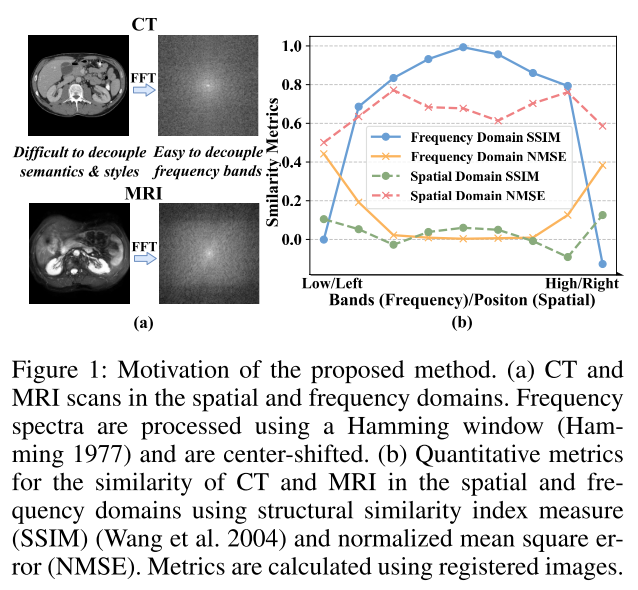 CT
FFT
Difficult to decouple
semantics & styles
Easy to decouple
frequency bands
MRI
FFT
(a)
Smilarity Metrics
1.0
0.8
0.6
0.4
0.2
0.0
Frequency Domain SSIM
Frequency Domain NMSE
Spatial Domain SSIM
Spatial Domain NMSE
Low/Left
High/Right
Bands (Frequency)/Positon (Spatial)
(b)
Figure 1: Motivation of the proposed method. (a) CT and
MRI scans in the spatial and frequency domains. Frequency
spectra are processed using a Hamming window (Ham-
ming 1977) and are center-shifted. (b) Quantitative metrics
for the similarity of CT and MRI in the spatial and fre-
quency domains using structural similarity index measure
(SSIM) (Wang et al. 2004) and normalized mean square er-
ror (NMSE). Metrics are calculated using registered images.